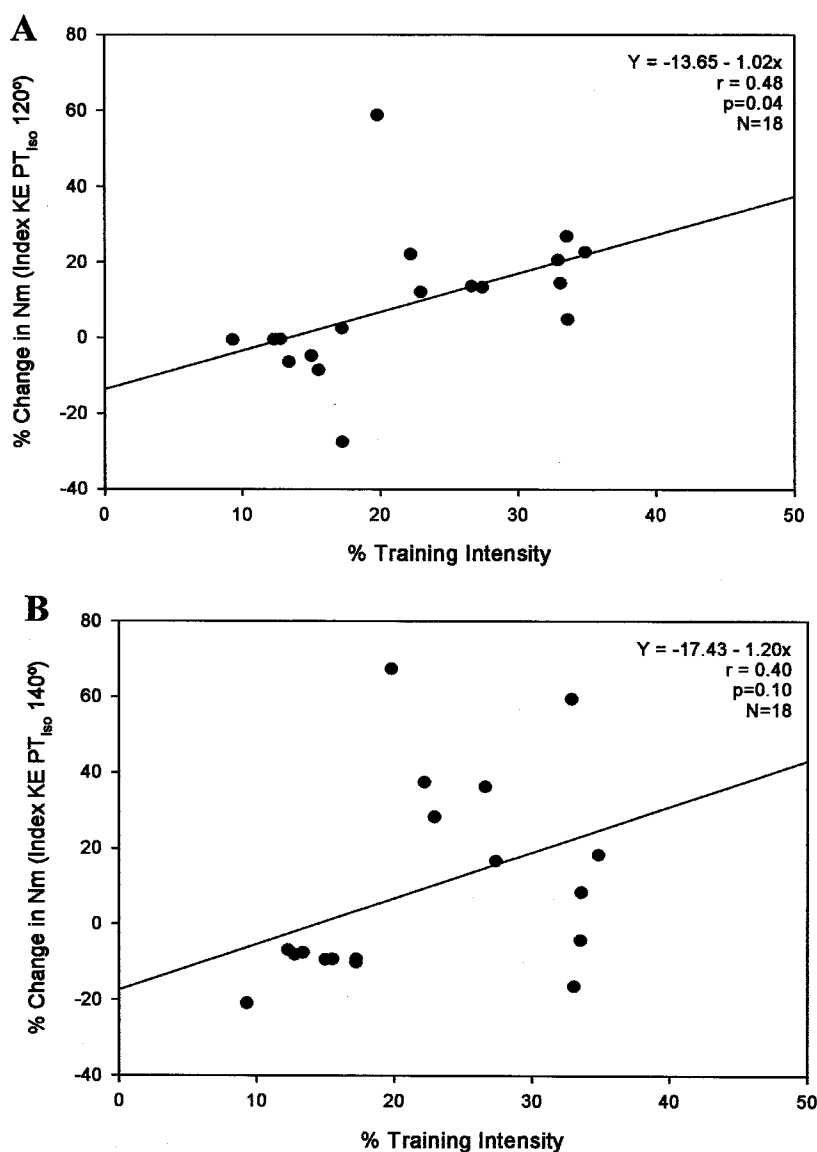 A
% Change in Nm (Index KE PTIso 120º)
80
60
40
20
0
-20
-40
Y = -13.65 - 1.02x
r = 0.48
p=0.04
N=18
0 10 20 30 40 50
% Training Intensity
B
% Change in Nm (Index KE PTIso 140º)
80
60
40
20
0
-20
-40
Y = -17.43 - 1.20x
r = 0.40
p=0.10
N=18
0 10 20 30 40 50
% Training Intensity